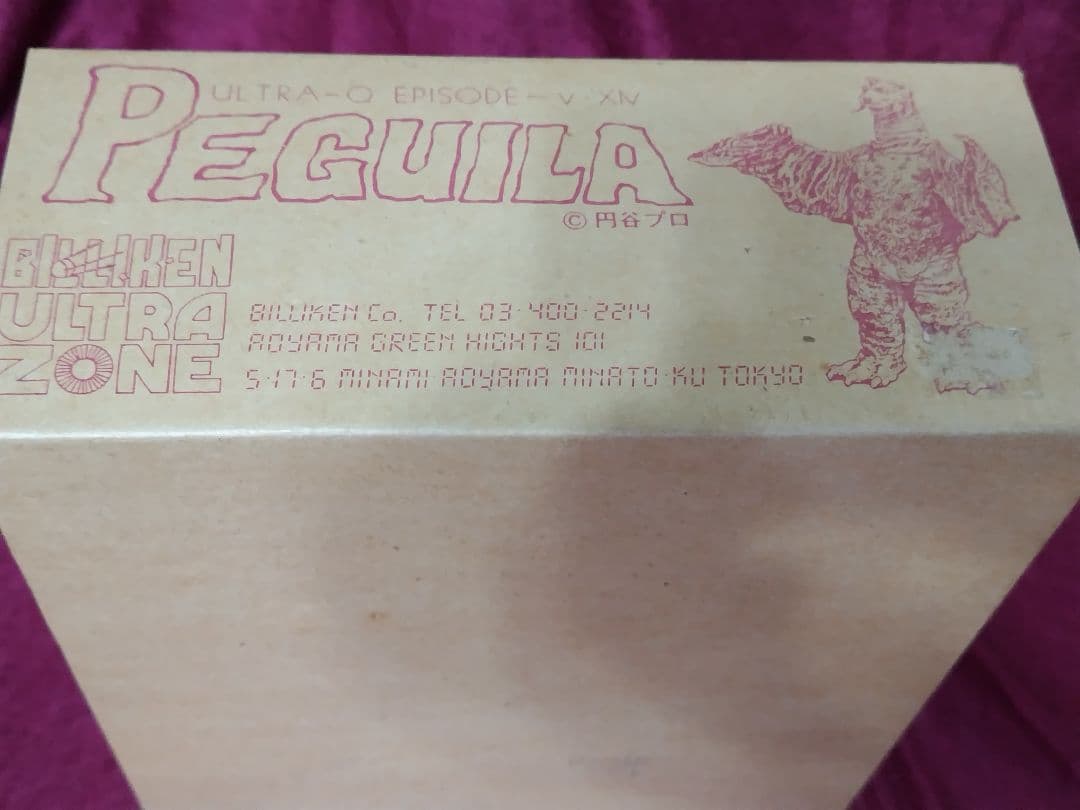 ULTRA-Q EPISODE-V·XIV
PEGUILA
© 円谷プロ
BILLIKEN
ULTRA
ZONE
BILLIKEN Co. TEL 03·400·2214
AOYAMA GREEN HIGHTS 101
5·17·6 MINAMI AOYAMA MINATO·KU TOKYO